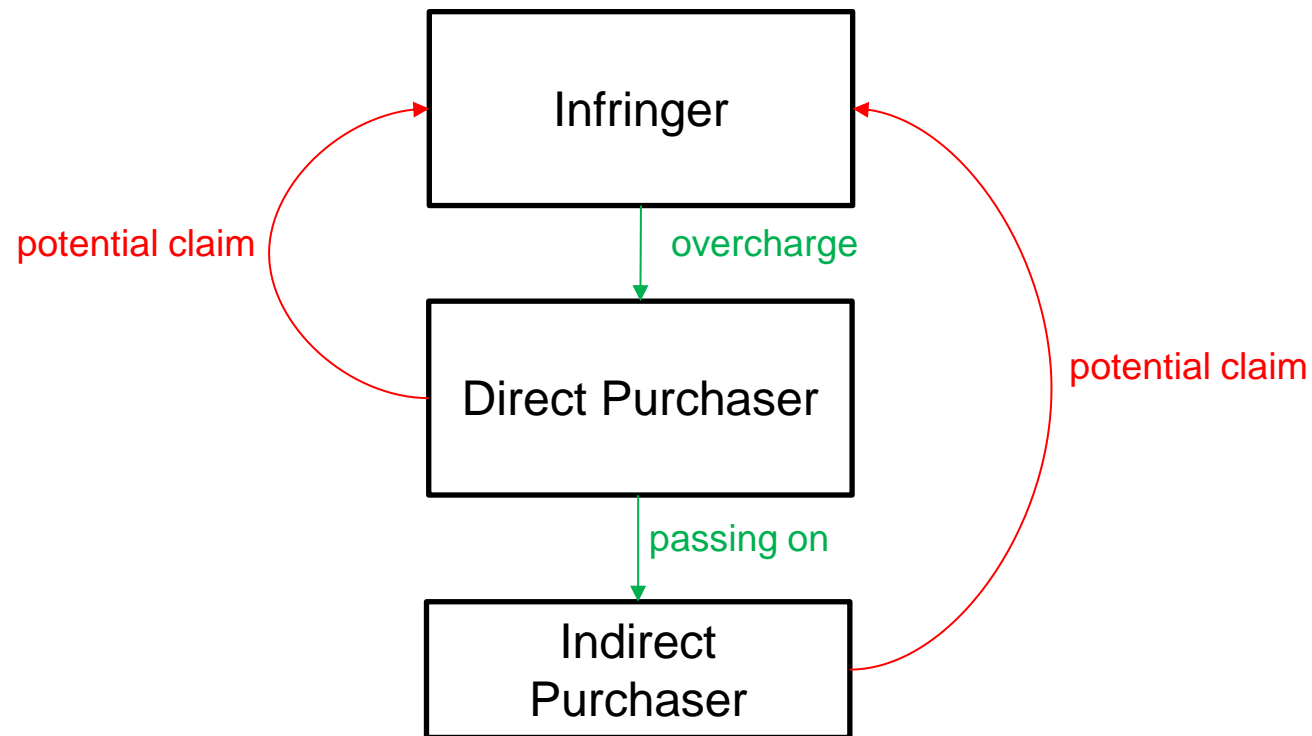 Infringer
potential claim
overcharge
Direct Purchaser
potential claim
passing on
Indirect
Purchaser